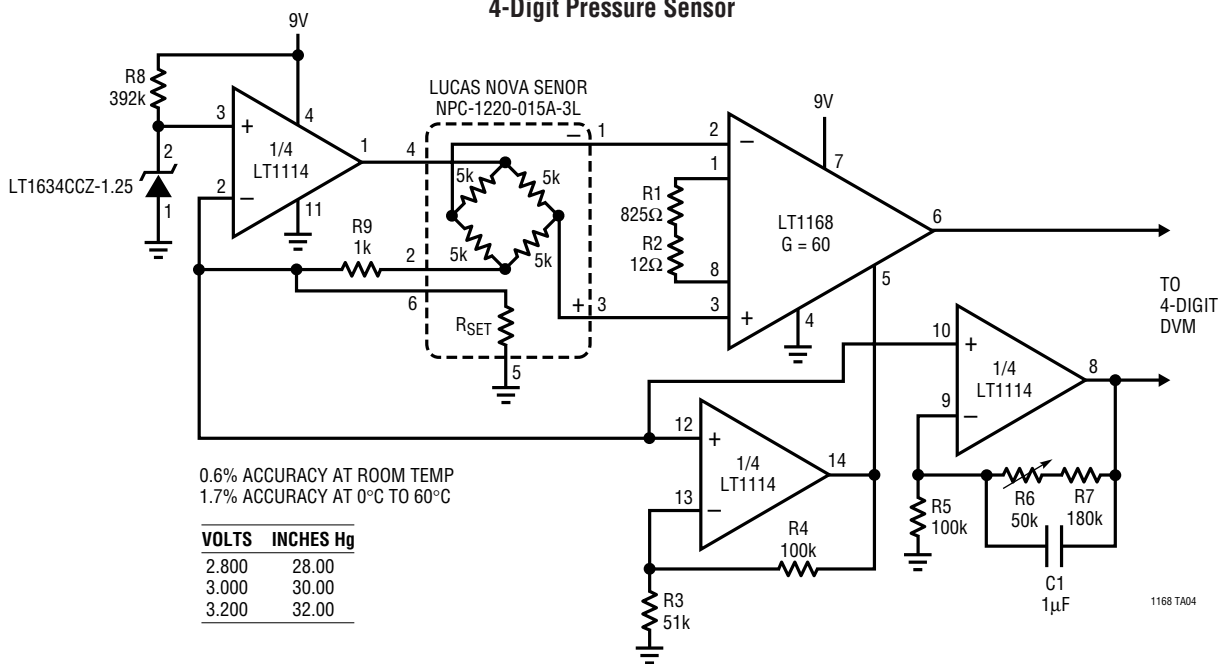 4-Digit Pressure Sensor
9V
R8
392k
LT1634CCZ-1.25
2
1
3
+
2
–
4
11
1/4
LT1114
1
LUCAS NOVA SENOR
NPC-1220-015A-3L
4
– 1
5k
5k
5k
5k
R9
1k
2
6
RSET
5
+ 3
9V
7
2
–
1
R1
825Ω
R2
12Ω
8
3
+
LT1168
G = 60
4
5
6
TO
4-DIGIT
DVM
10
+
9
–
1/4
LT1114
8
12
+
13
–
1/4
LT1114
14
R5
100k
R6
50k
R7
180k
C1
1µF
R4
100k
R3
51k
0.6% ACCURACY AT ROOM TEMP
1.7% ACCURACY AT 0°C TO 60°C
VOLTS INCHES Hg
2.800 28.00
3.000 30.00
3.200 32.00
1168 TA04